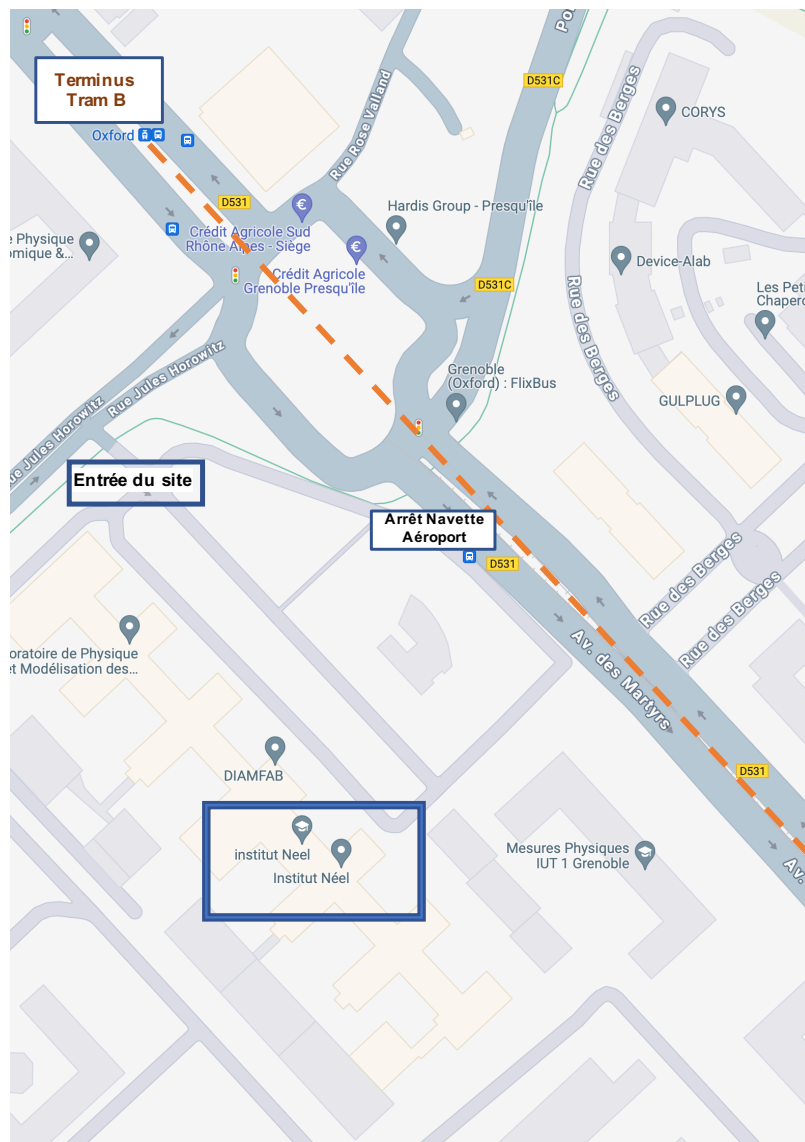 Terminus
Tram B
Oxford
D531
D531C
Rue Rose Valland
CORYS
Rue des Berges
Hardis Group - Presqu'île
Crédit Agricole Sud
Rhône Alpes - Siège
e Physique
omique &...
Crédit Agricole
Grenoble Presqu'île
Device-Alab
D531C
Rue des Berges
Les Peti
Chaperc
Rue Jules Horowitz
Grenoble
(Oxford) : FlixBus
GULPLUG
Rue Jules Horowitz
Entrée du site
Arrêt Navette
Aéroport
D531
Rue des Berges
Rue des Berges
oratoire de Physique
et Modélisation des...
Av. des Martyrs
DIAMFAB
D531
institut Neel
Institut Néel
Mesures Physiques
IUT 1 Grenoble
Av.